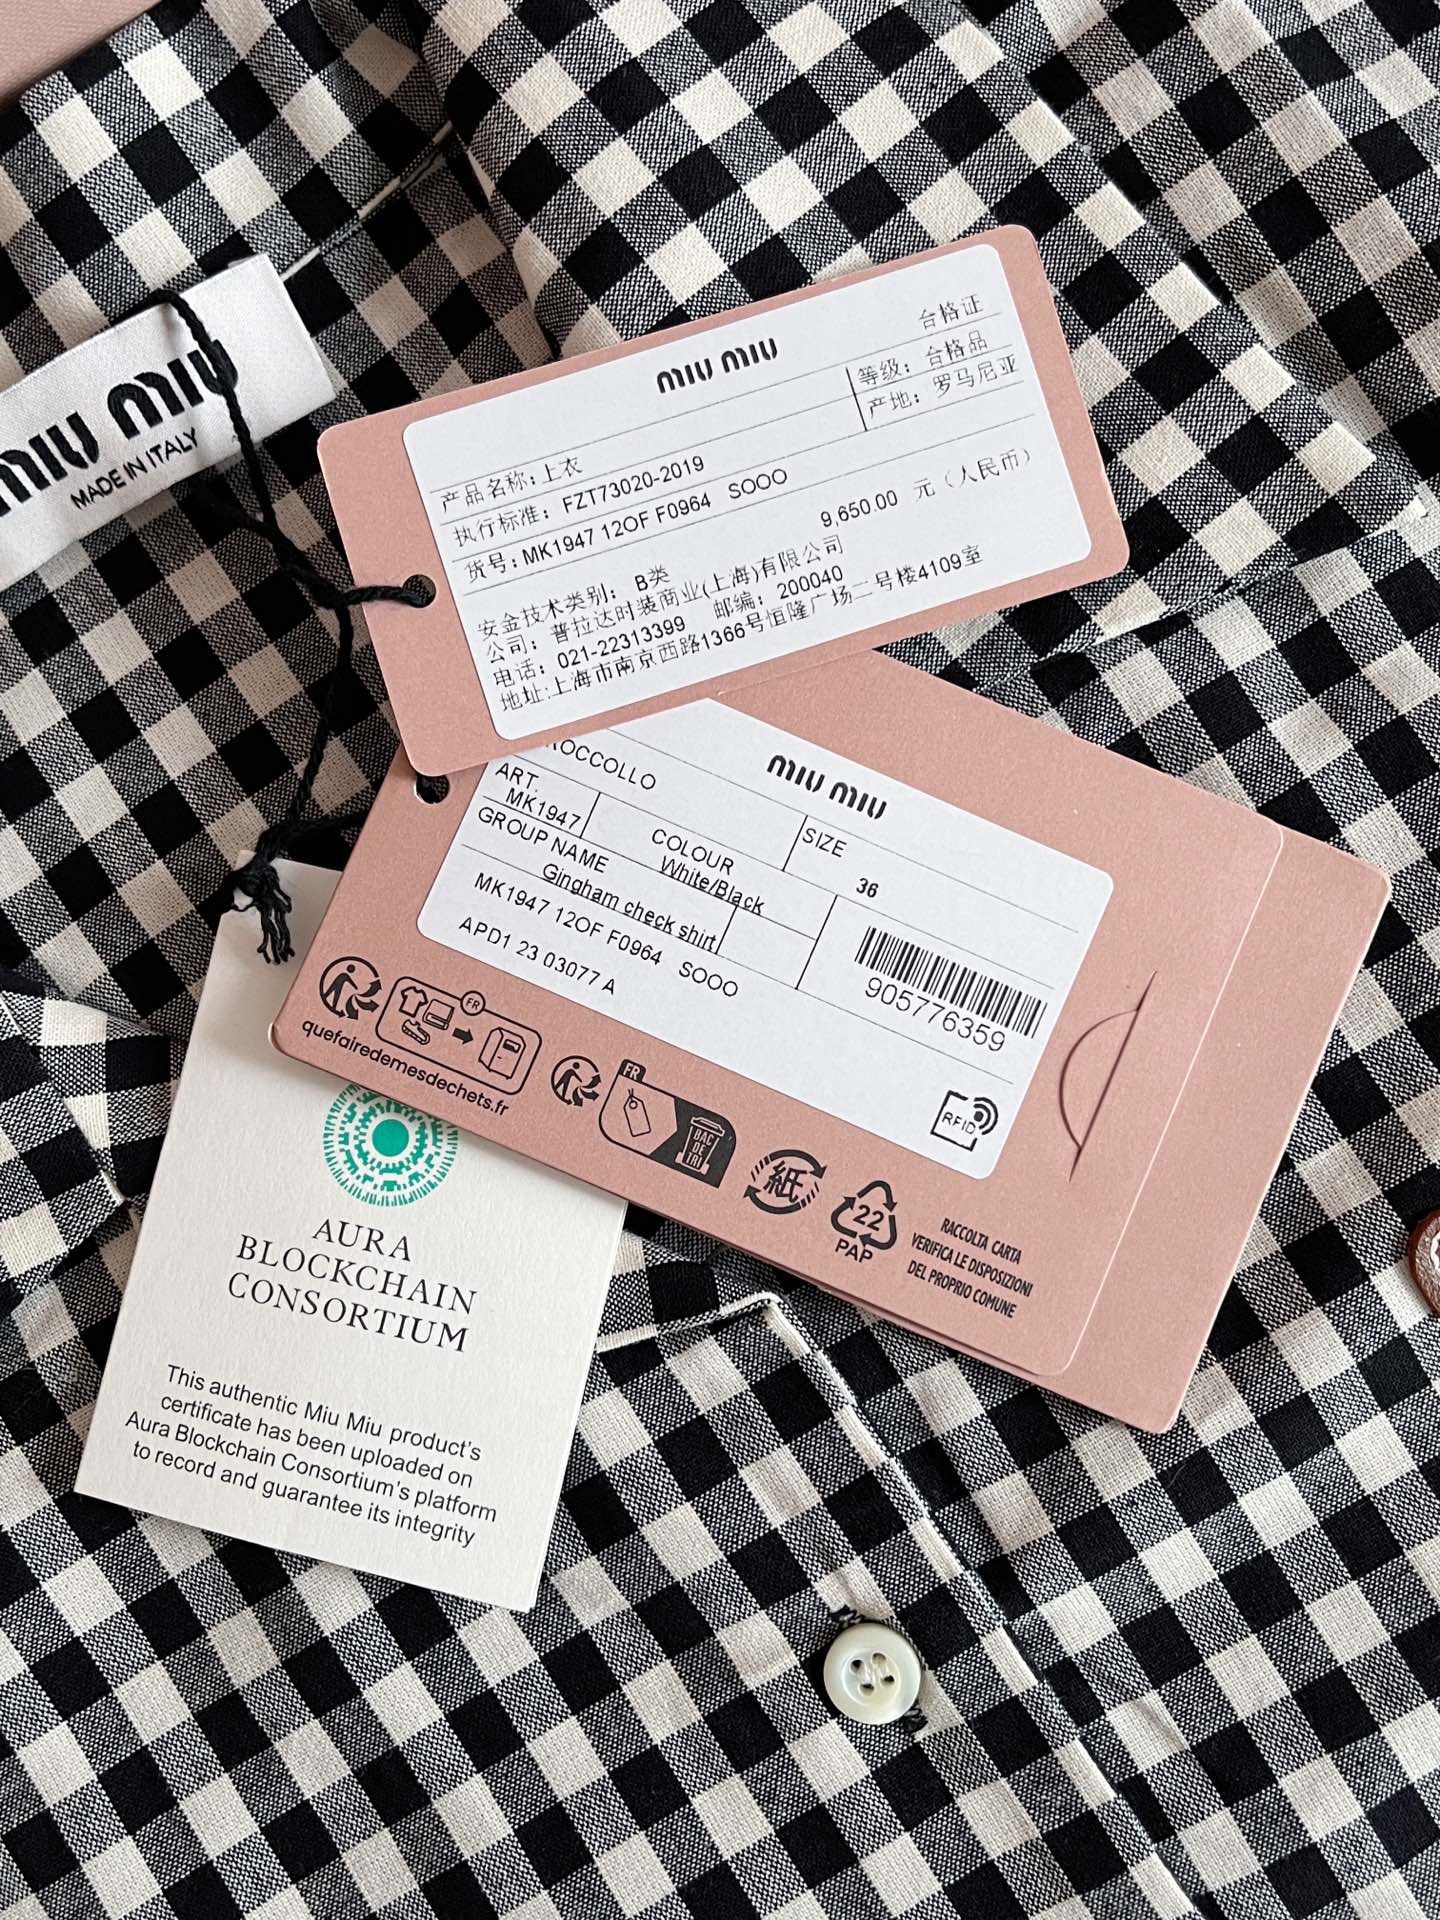 MIU MIU
MADE IN ITALY
MIU MIU
合格证
等级: 合格品
产地: 罗马尼亚
产品名称: 上衣
执行标准: FZT73020-2019
货号: MK1947 12OF F0964 SOOO
9,650.00 元 (人民币)
安金技术类别: B类
公司: 普拉达时装商业(上海)有限公司
电话: 021-22313399 邮编: 200040
地址:上海市南京西路1366号恒隆广场二号楼4109室
MIU MIU
ROCCOLLO
ART.
MK1947
COLOUR
White/Black
SIZE
36
GROUP NAME
Gingham check shirt
MK1947 12OF F0964 SOOO
APD1 23 03077 A
905776359
RFID
FR
quefairedemesdechets.fr
FR
BAC
DE
TRI
紙
22
PAP
RACCOLTA CARTA
VERIFICA LE DISPOSIZIONI
DEL PROPRIO COMUNE
AURA
BLOCKCHAIN
CONSORTIUM
This authentic Miu Miu product's
certificate has been uploaded on
Aura Blockchain Consortium's platform
to record and guarantee its integrity